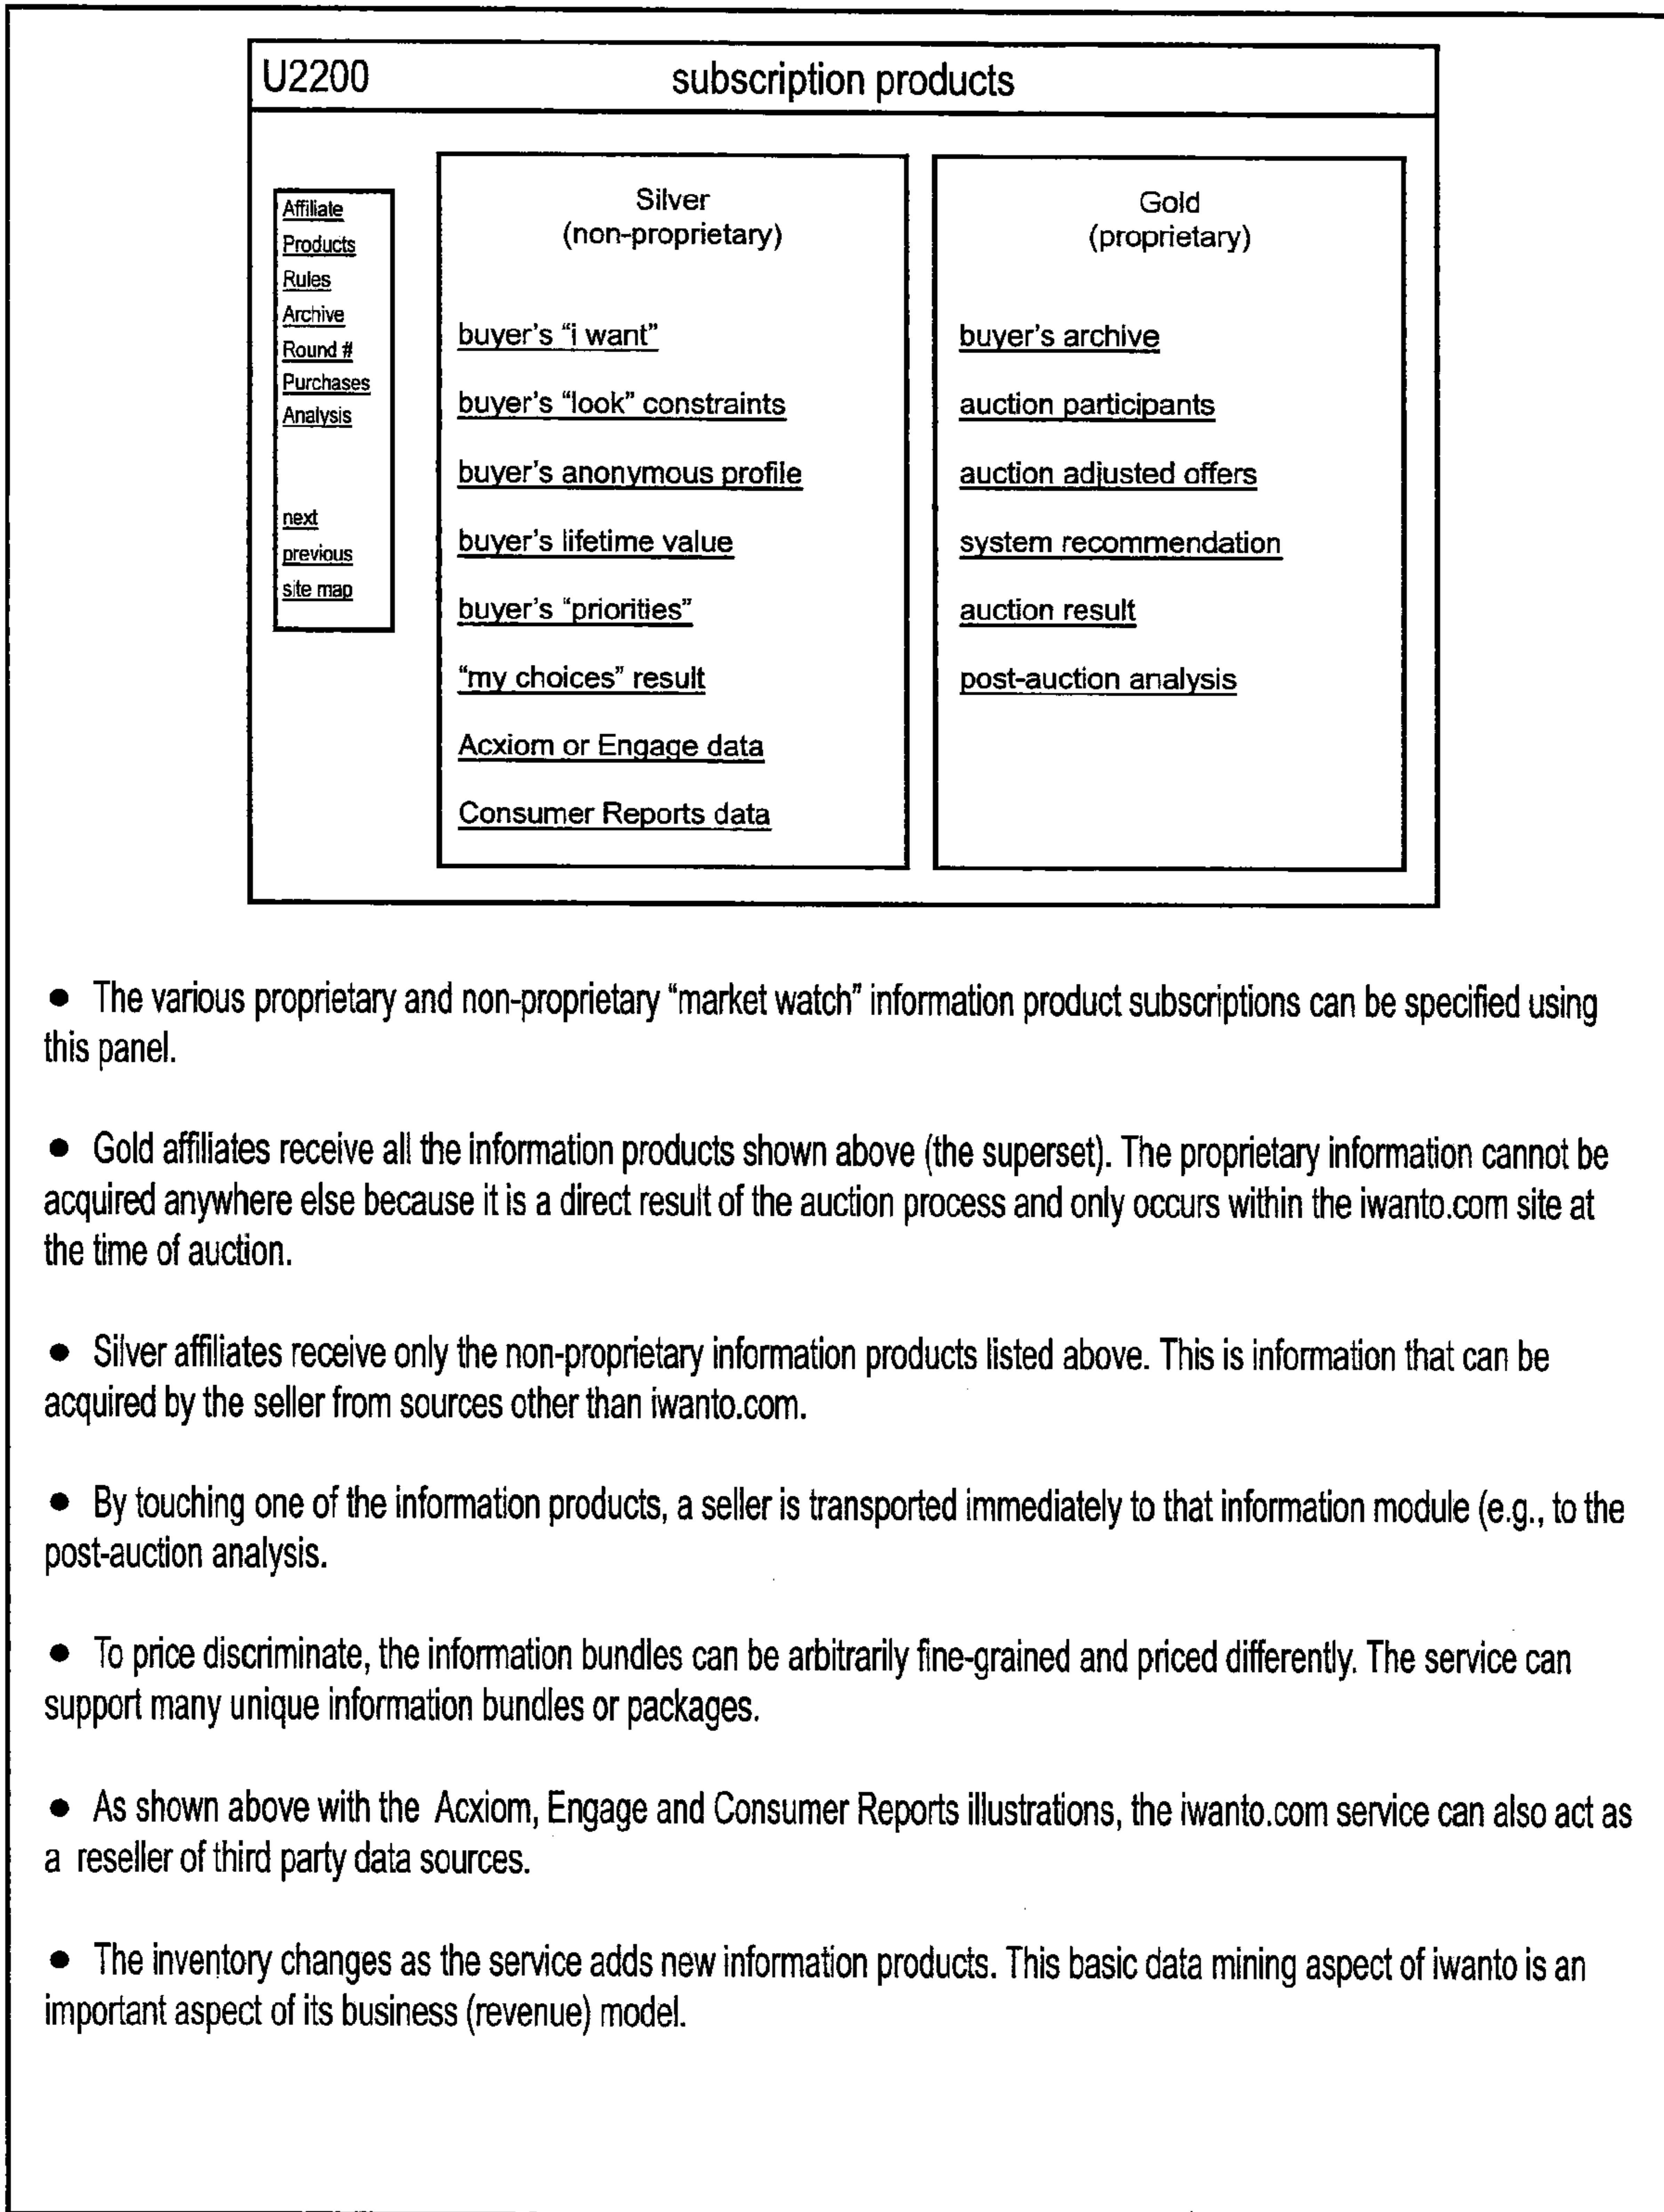 U2200 subscription products
Affiliate
Products
Rules
Archive
Round #
Purchases
Analysis
next
previous
site map
Silver
(non-proprietary)
buyer's “i want”
buyer's “look” constraints
buyer's anonymous profile
buyer's lifetime value
buyer's “priorities”
“my choices” result
Acxiom or Engage data
Consumer Reports data
Gold
(proprietary)
buyer's archive
auction participants
auction adjusted offers
system recommendation
auction result
post-auction analysis
● The various proprietary and non-proprietary “market watch” information product subscriptions can be specified using
this panel.
● Gold affiliates receive all the information products shown above (the superset). The proprietary information cannot be
acquired anywhere else because it is a direct result of the auction process and only occurs within the iwanto.com site at
the time of auction.
● Silver affiliates receive only the non-proprietary information products listed above. This is information that can be
acquired by the seller from sources other than iwanto.com.
● By touching one of the information products, a seller is transported immediately to that information module (e.g., to the
post-auction analysis.
● To price discriminate, the information bundles can be arbitrarily fine-grained and priced differently. The service can
support many unique information bundles or packages.
● As shown above with the Acxiom, Engage and Consumer Reports illustrations, the iwanto.com service can also act as
a reseller of third party data sources.
● The inventory changes as the service adds new information products. This basic data mining aspect of iwanto is an
important aspect of its business (revenue) model.